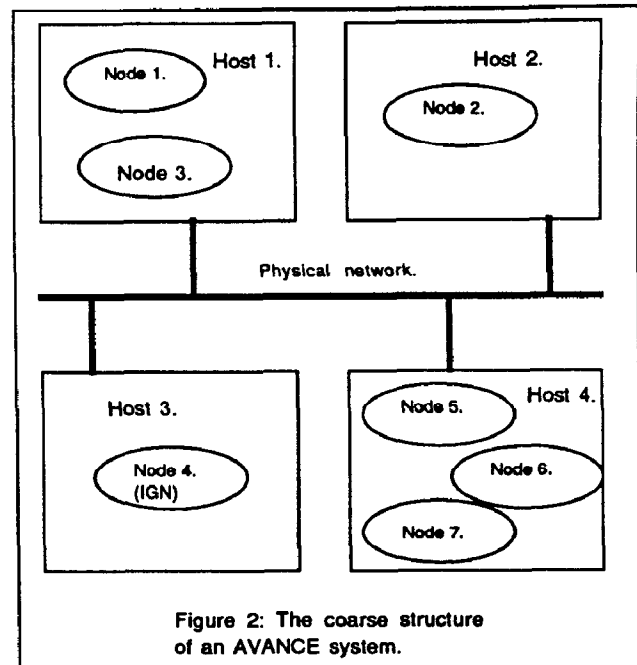 Host 1.
Node 1.
Node 3.
Host 2.
Node 2.
Physical network.
Host 3.
Node 4.
(IGN)
Host 4.
Node 5.
Node 6.
Node 7.
Figure 2: The coarse structure
of an AVANCE system.